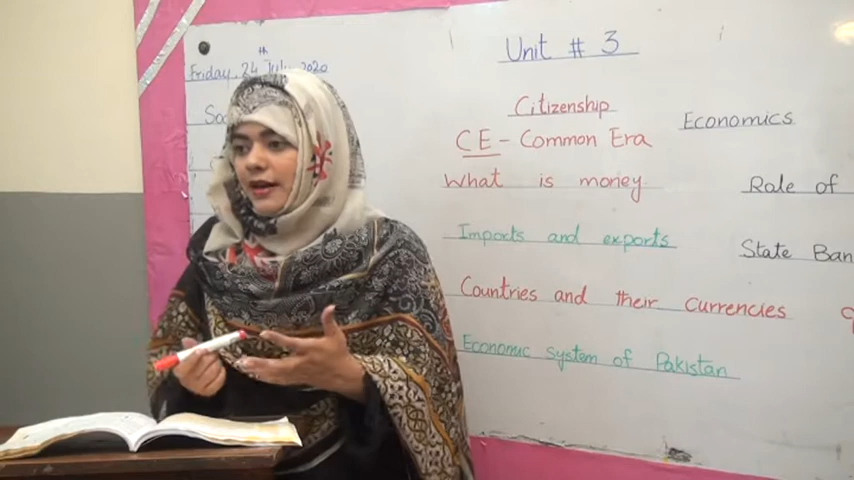 Friday, 24th July 2020
Unit # 3
Citizenship
Economics
CE - Common Era
What is money
Role of
Imports and exports
State Ban
Countries and their currencies
Economic system of Pakistan